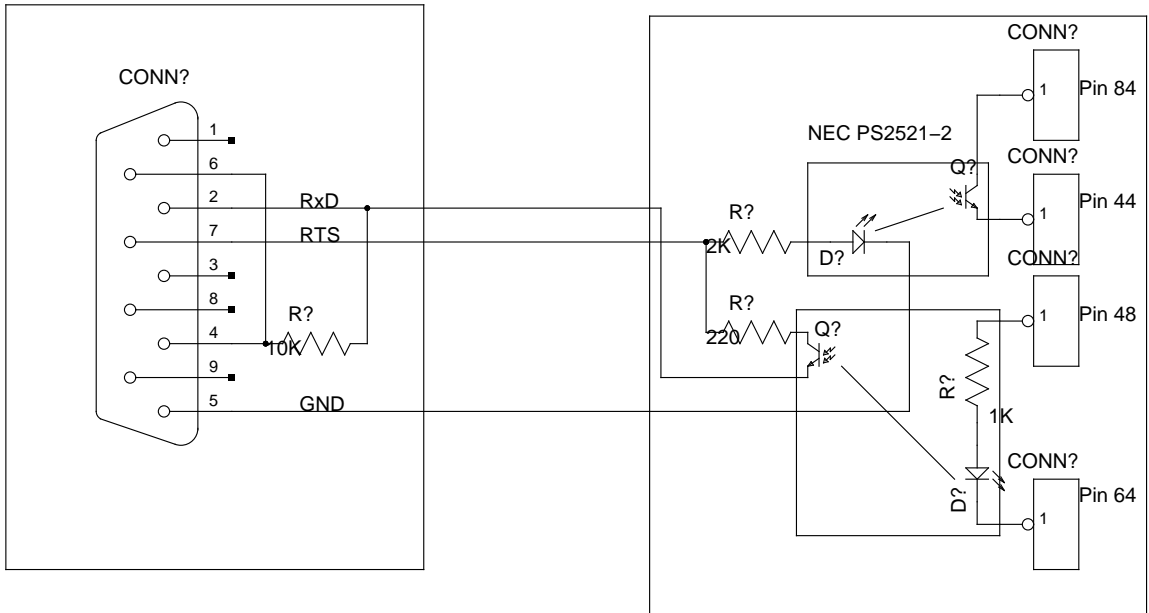 CONN?
1
6
2
7
3
8
4
9
5
RxD
RTS
R?
10K
GND
NEC PS2521−2
R?
2K
D?
Q?
R?
220
Q?
R?
1K
D?
CONN?
1
Pin 84
CONN?
1
Pin 44
CONN?
1
Pin 48
CONN?
1
Pin 64